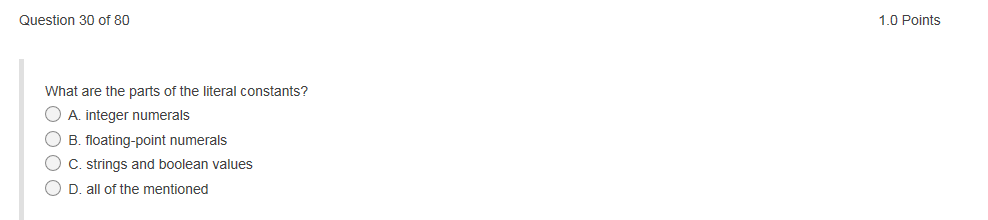 Question 30 of 80 1.0 Points
What are the parts of the literal constants?
A. integer numerals
B. floating-point numerals
C. strings and boolean values
D. all of the mentioned